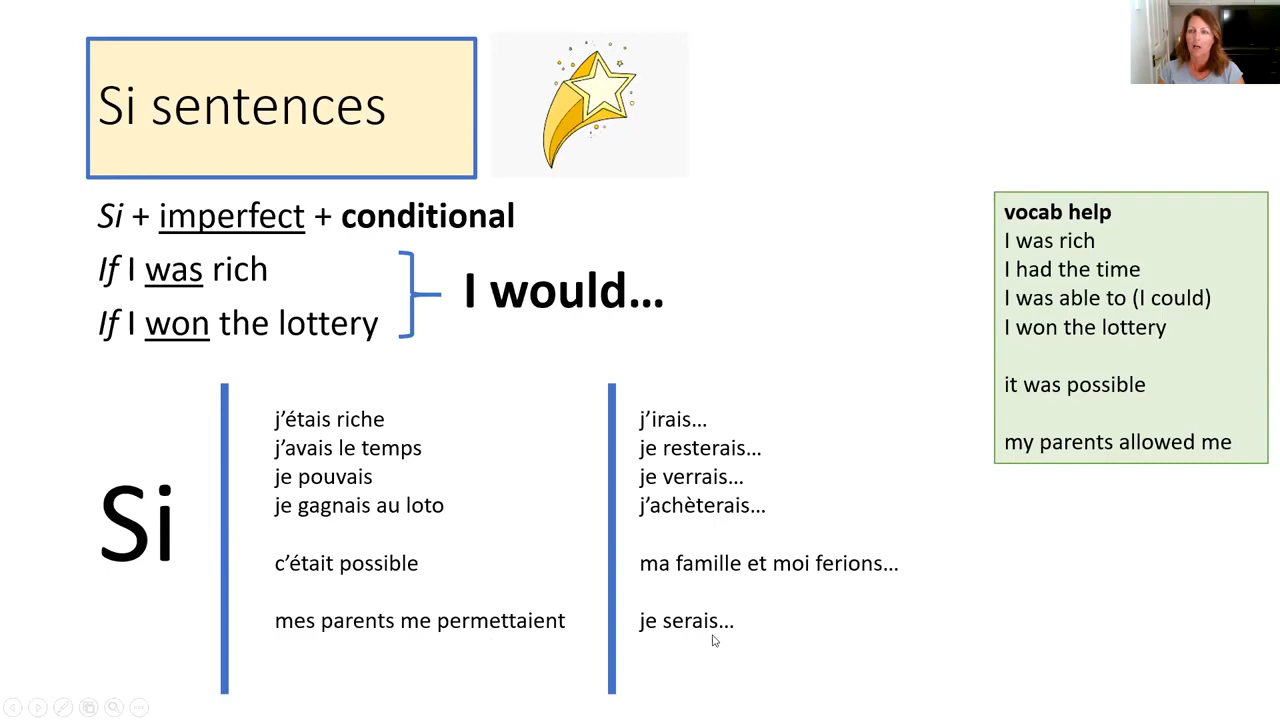 Si sentences
Si + imperfect + conditional
If I was rich
If I won the lottery
I would...
vocab help
I was rich
I had the time
I was able to (I could)
I won the lottery
it was possible
my parents allowed me
Si
j’étais riche
j’avais le temps
je pouvais
je gagnais au loto
c’était possible
mes parents me permettaient
j’irais...
je resterais...
je verrais...
j’achèterais...
ma famille et moi ferions...
je serais...